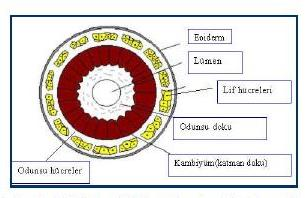 Epiderm
Lümen
Lif hücreleri
Odunsu doku
Kambiyum(katman doku)
Odunsu hücreler